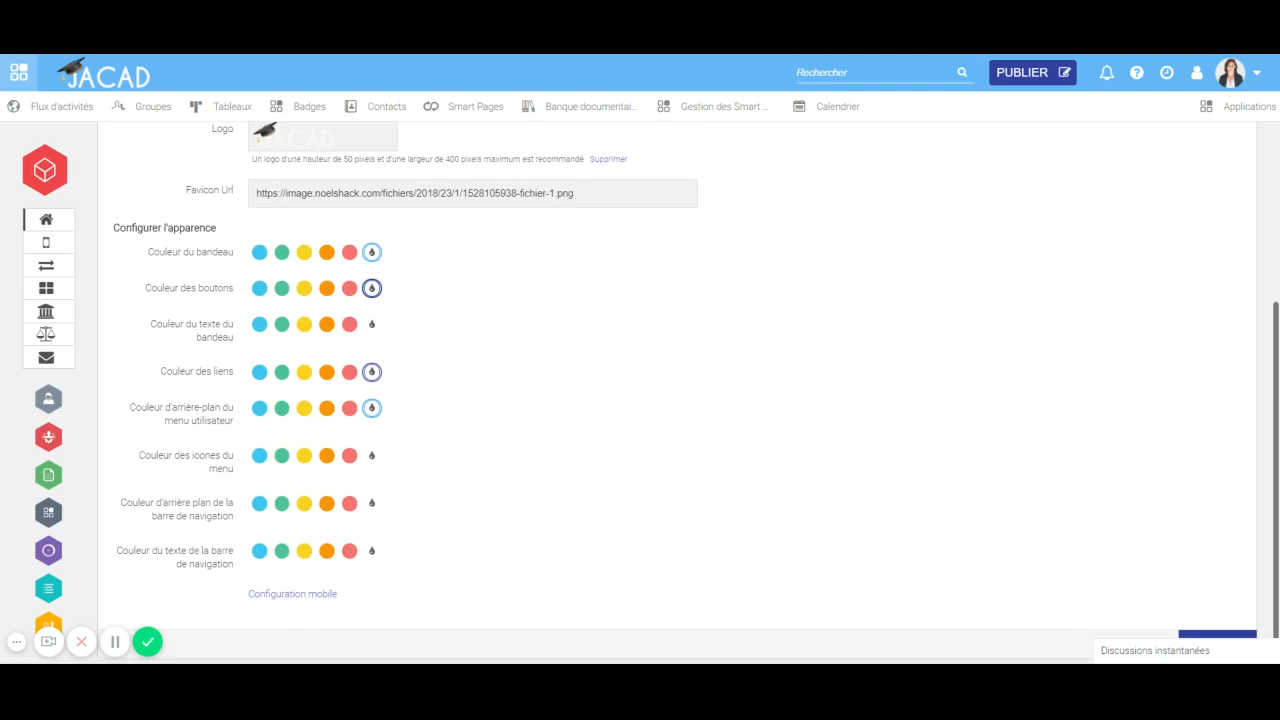 JACAD
Rechercher
PUBLIER
Flux d'activités
Groupes
Tableaux
Badges
Contacts
Smart Pages
Banque documentai...
Gestion des Smart ...
Calendrier
Applications
Logo
JACAD
Un logo d'une hauteur de 50 pixels et d'une largeur de 400 pixels maximum est recommandé Supprimer
Favicon Url
https://image.noelshack.com/fichiers/2018/23/1/1528105938-fichier-1.png
Configurer l'apparence
Couleur du bandeau
Couleur des boutons
Couleur du texte du
bandeau
Couleur des liens
Couleur d'arrière-plan du
menu utilisateur
Couleur des icones du
menu
Couleur d'arrière plan de la
barre de navigation
Couleur du texte de la barre
de navigation
Configuration mobile
Discussions instantanées